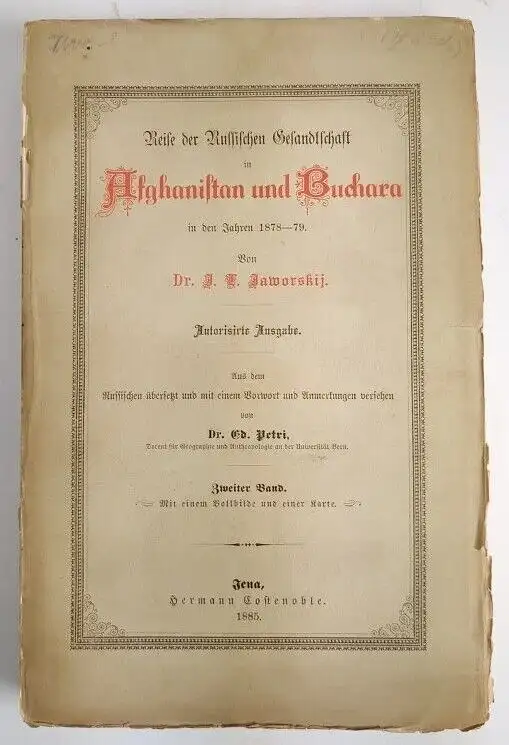 Reise der Russischen Gesandtschaft
in
Afghanistan und Buchara
in den Jahren 1878—79.
Von
Dr. J. L. Jaworskij.
Autorisirte Ausgabe.
Aus dem
Russischen übersetzt und mit einem Vorwort und Anmerkungen versehen
von
Dr. Ed. Petri,
Docent für Geographie und Anthropologie an der Universität Bern.
Zweiter Band.
Mit einem Vollbilde und einer Karte.
Jena,
Hermann Costenoble.
1885.